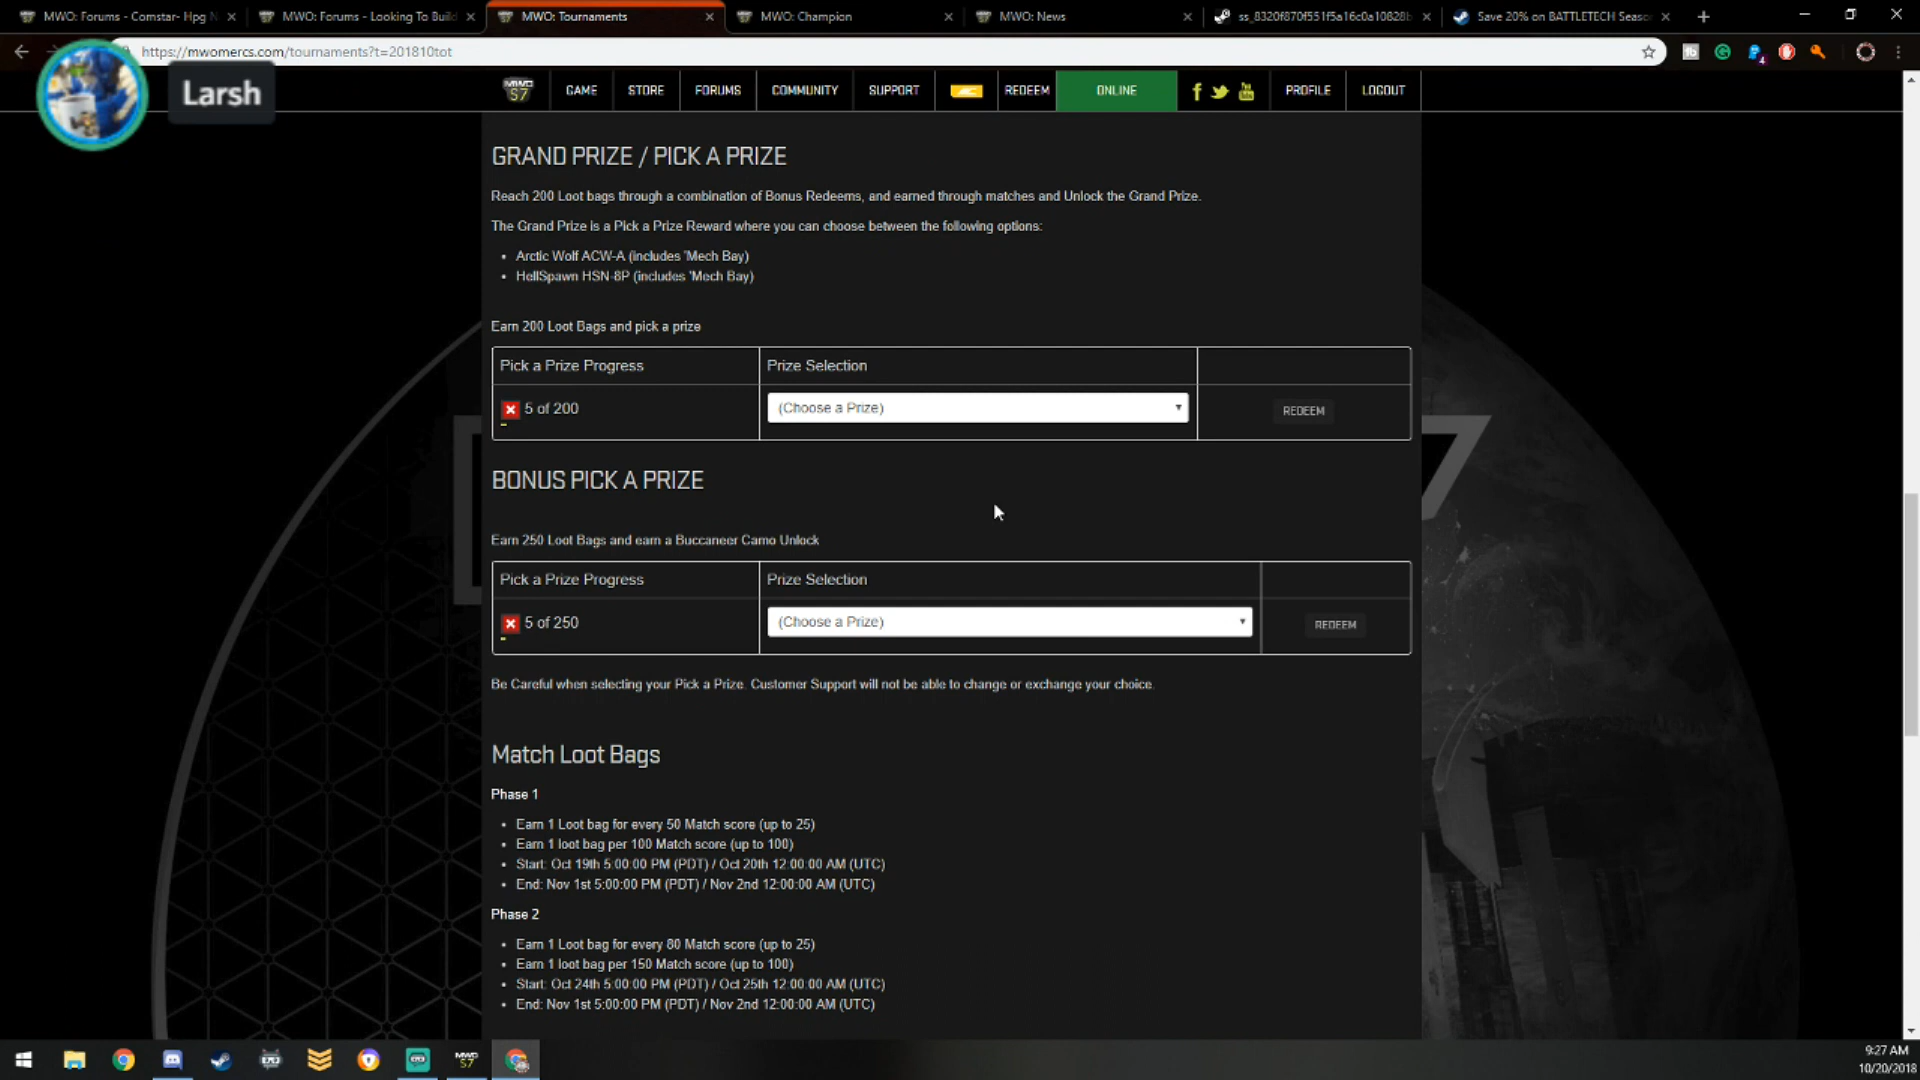 MWO: Forums - Comstar- Hpg N
MWO: Forums - Looking To Build
MWO: Tournaments
MWO: Champion
MWO: News
ss_8320f870f551f5a16c0a10828b
Save 20% on BATTLETECH Seaso
https://mwomercs.com/tournaments?t=201810tot
Larsh
MWO
S7
GAME
STORE
FORUMS
COMMUNITY
SUPPORT
REDEEM
ONLINE
PROFILE
LOGOUT
GRAND PRIZE / PICK A PRIZE
Reach 200 Loot bags through a combination of Bonus Redeems, and earned through matches and Unlock the Grand Prize.
The Grand Prize is a Pick a Prize Reward where you can choose between the following options:
• Arctic Wolf ACW-A (includes 'Mech Bay)
• HellSpawn HSN-8P (includes 'Mech Bay)
Earn 200 Loot Bags and pick a prize
Pick a Prize Progress
Prize Selection
5 of 200
(Choose a Prize)
REDEEM
BONUS PICK A PRIZE
Earn 250 Loot Bags and earn a Buccaneer Camo Unlock
Pick a Prize Progress
Prize Selection
5 of 250
(Choose a Prize)
REDEEM
Be Careful when selecting your Pick a Prize. Customer Support will not be able to change or exchange your choice.
Match Loot Bags
Phase 1
• Earn 1 Loot bag for every 50 Match score (up to 25)
• Earn 1 loot bag per 100 Match score (up to 100)
• Start: Oct 19th 5:00:00 PM (PDT) / Oct 20th 12:00:00 AM (UTC)
• End: Nov 1st 5:00:00 PM (PDT) / Nov 2nd 12:00:00 AM (UTC)
Phase 2
• Earn 1 Loot bag for every 80 Match score (up to 25)
• Earn 1 loot bag per 150 Match score (up to 100)
• Start: Oct 24th 5:00:00 PM (PDT) / Oct 25th 12:00:00 AM (UTC)
• End: Nov 1st 5:00:00 PM (PDT) / Nov 2nd 12:00:00 AM (UTC)
MWO
S7
9:27 AM
10/20/2018